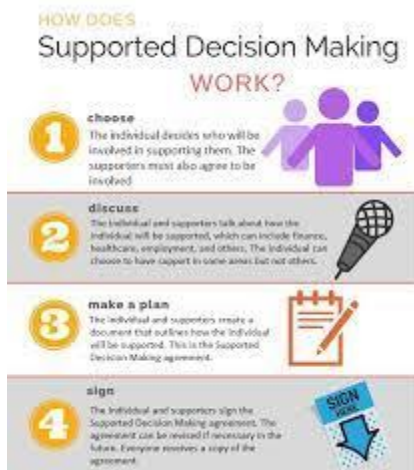 HOW DOES
Supported Decision Making
WORK?
1
choose
The individual decides who will be
involved in supporting them. The
supporters must also agree to be
involved
2
discuss
The individual and supporters talk about how the
individual will be supported, which can include finance,
healthcare, employment, and others. The individual can
choose to have support in some areas but not others.
3
make a plan
The individual and supporters create a
document that outlines how the individual
will be supported. This is the Supported
Decision Making agreement.
4
sign
The individual and supporters sign the
Supported Decision Making agreement. The
agreement can be revised if necessary in the
future. Everyone receives a copy of the
agreement.
SIGN
HERE